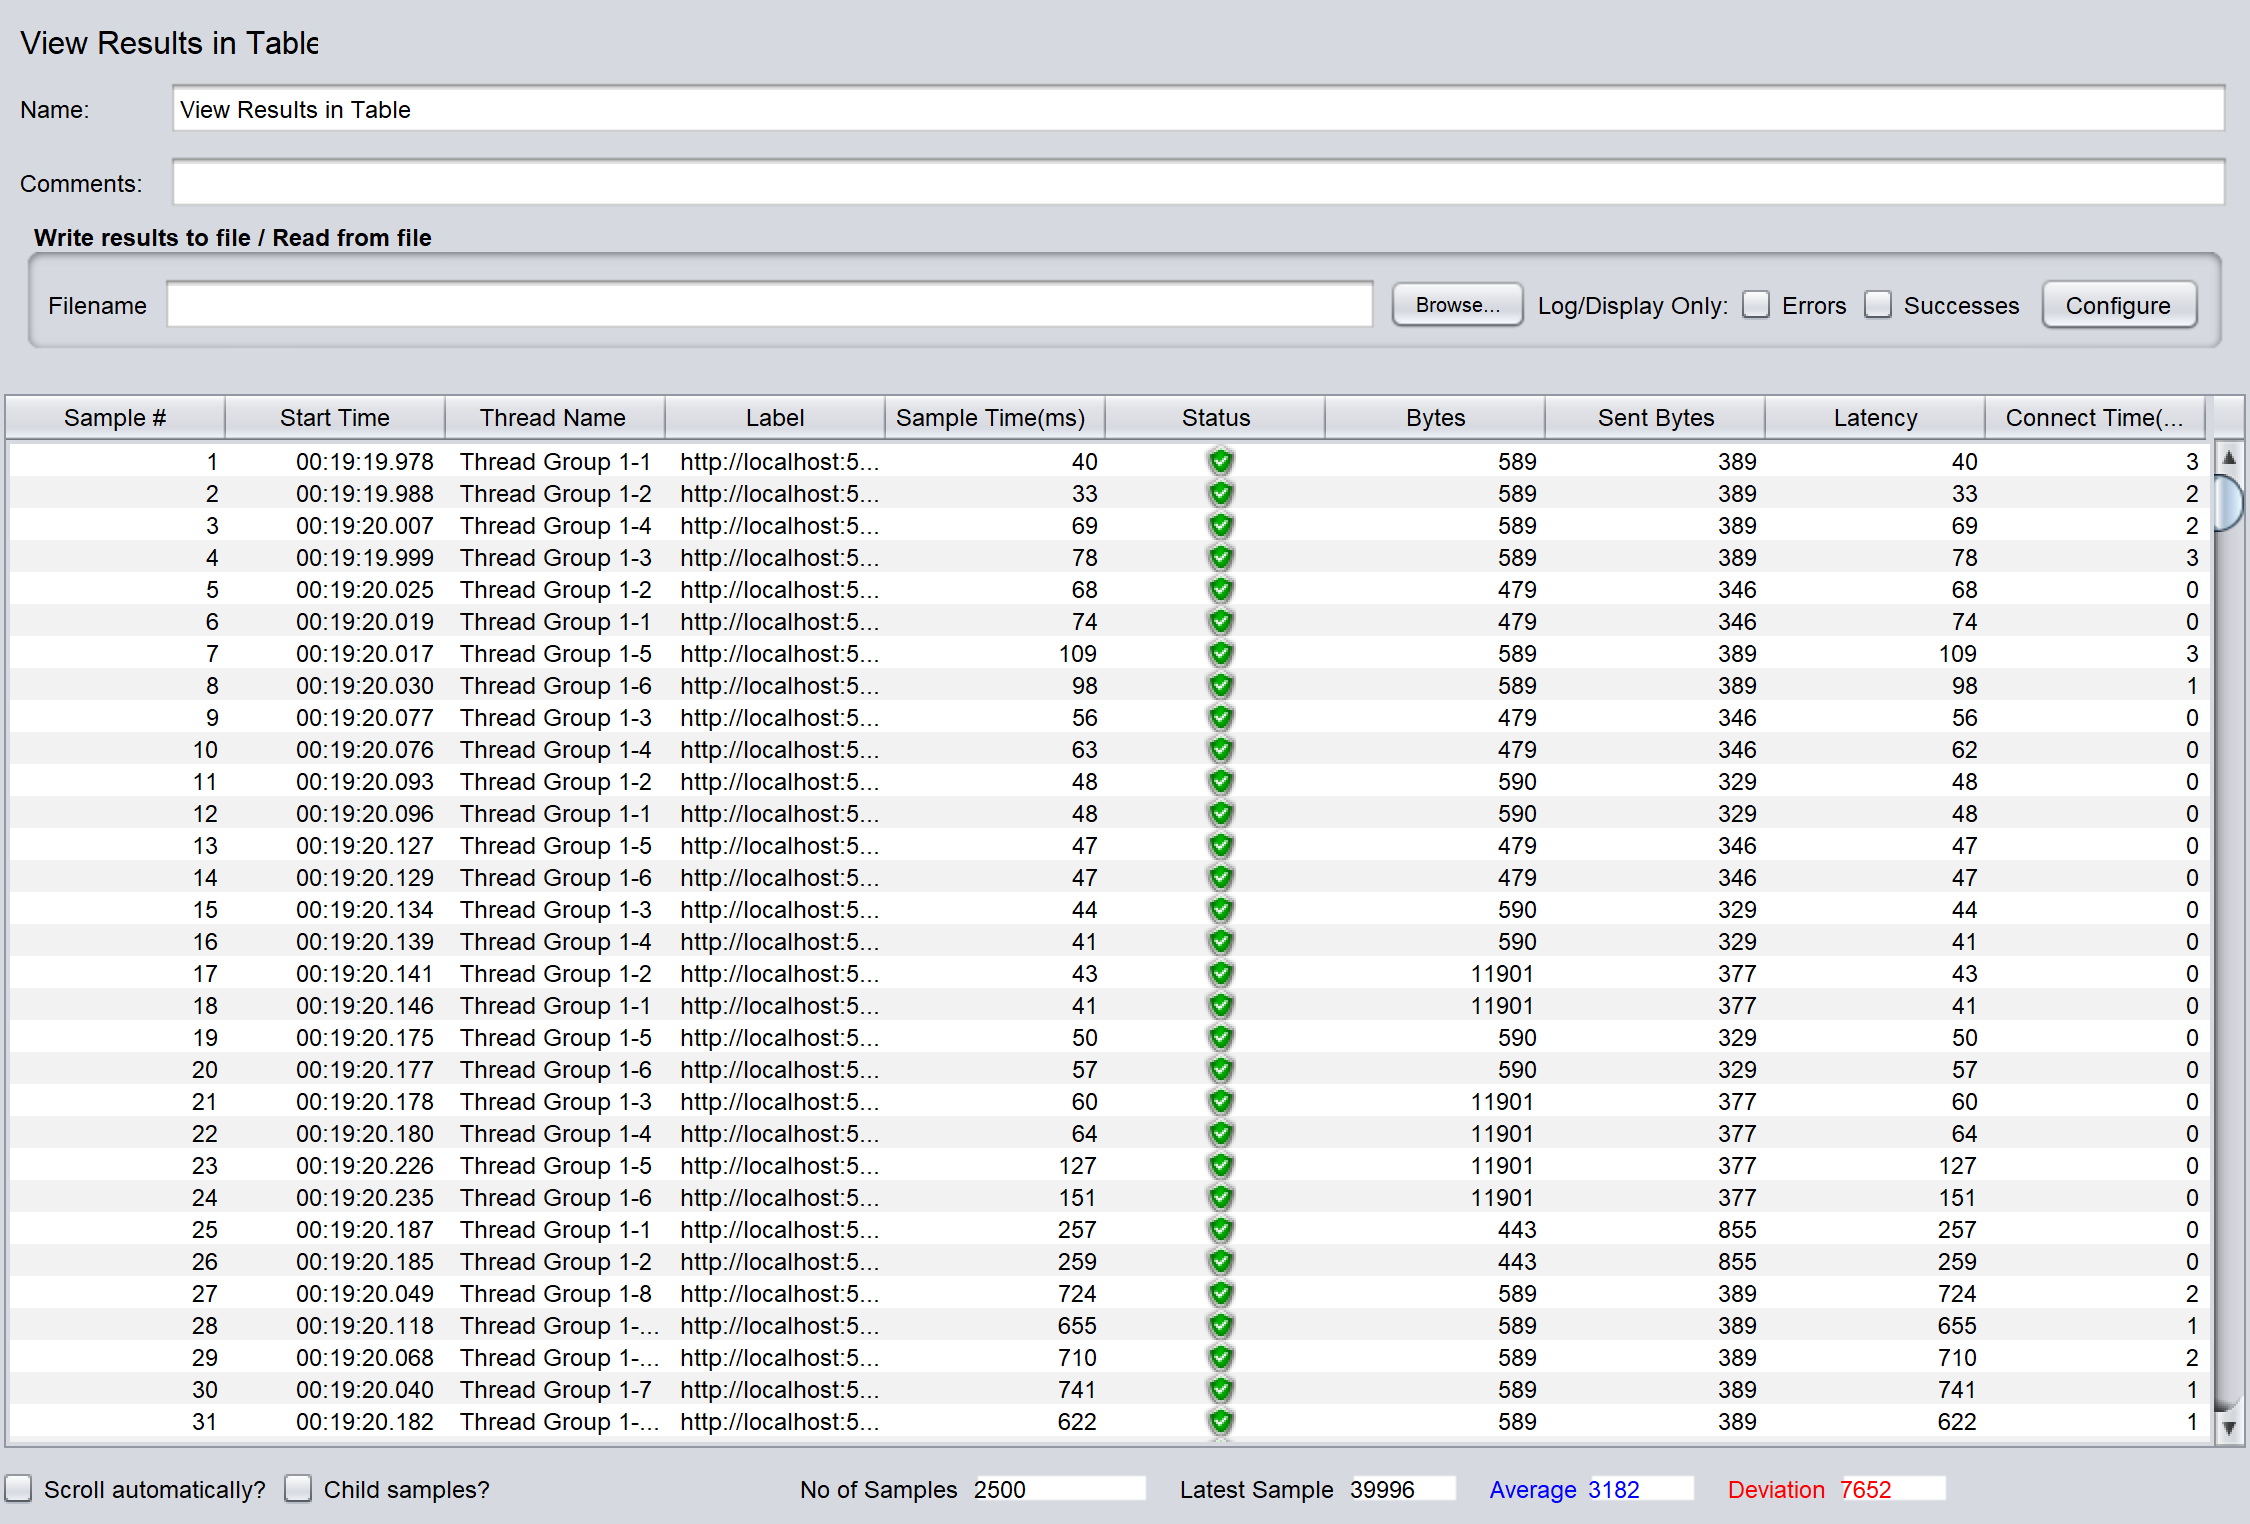 View Results in Table
Name: View Results in Table
Comments:
Write results to file / Read from file
Filename Browse... Log/Display Only: Errors Successes Configure
Sample # Start Time Thread Name Label Sample Time(ms) Status Bytes Sent Bytes Latency Connect Time(...
1 00:19:19.978 Thread Group 1-1 http://localhost:5... 40 589 389 40 3
2 00:19:19.988 Thread Group 1-2 http://localhost:5... 33 589 389 33 2
3 00:19:20.007 Thread Group 1-4 http://localhost:5... 69 589 389 69 2
4 00:19:19.999 Thread Group 1-3 http://localhost:5... 78 589 389 78 3
5 00:19:20.025 Thread Group 1-2 http://localhost:5... 68 479 346 68 0
6 00:19:20.019 Thread Group 1-1 http://localhost:5... 74 479 346 74 0
7 00:19:20.017 Thread Group 1-5 http://localhost:5... 109 589 389 109 3
8 00:19:20.030 Thread Group 1-6 http://localhost:5... 98 589 389 98 1
9 00:19:20.077 Thread Group 1-3 http://localhost:5... 56 479 346 56 0
10 00:19:20.076 Thread Group 1-4 http://localhost:5... 63 479 346 62 0
11 00:19:20.093 Thread Group 1-2 http://localhost:5... 48 590 329 48 0
12 00:19:20.096 Thread Group 1-1 http://localhost:5... 48 590 329 48 0
13 00:19:20.127 Thread Group 1-5 http://localhost:5... 47 479 346 47 0
14 00:19:20.129 Thread Group 1-6 http://localhost:5... 47 479 346 47 0
15 00:19:20.134 Thread Group 1-3 http://localhost:5... 44 590 329 44 0
16 00:19:20.139 Thread Group 1-4 http://localhost:5... 41 590 329 41 0
17 00:19:20.141 Thread Group 1-2 http://localhost:5... 43 11901 377 43 0
18 00:19:20.146 Thread Group 1-1 http://localhost:5... 41 11901 377 41 0
19 00:19:20.175 Thread Group 1-5 http://localhost:5... 50 590 329 50 0
20 00:19:20.177 Thread Group 1-6 http://localhost:5... 57 590 329 57 0
21 00:19:20.178 Thread Group 1-3 http://localhost:5... 60 11901 377 60 0
22 00:19:20.180 Thread Group 1-4 http://localhost:5... 64 11901 377 64 0
23 00:19:20.226 Thread Group 1-5 http://localhost:5... 127 11901 377 127 0
24 00:19:20.235 Thread Group 1-6 http://localhost:5... 151 11901 377 151 0
25 00:19:20.187 Thread Group 1-1 http://localhost:5... 257 443 855 257 0
26 00:19:20.185 Thread Group 1-2 http://localhost:5... 259 443 855 259 0
27 00:19:20.049 Thread Group 1-8 http://localhost:5... 724 589 389 724 2
28 00:19:20.118 Thread Group 1-... http://localhost:5... 655 589 389 655 1
29 00:19:20.068 Thread Group 1-... http://localhost:5... 710 589 389 710 2
30 00:19:20.040 Thread Group 1-7 http://localhost:5... 741 589 389 741 1
31 00:19:20.182 Thread Group 1-... http://localhost:5... 622 589 389 622 1
Scroll automatically? Child samples? No of Samples 2500 Latest Sample 39996 Average 3182 Deviation 7652